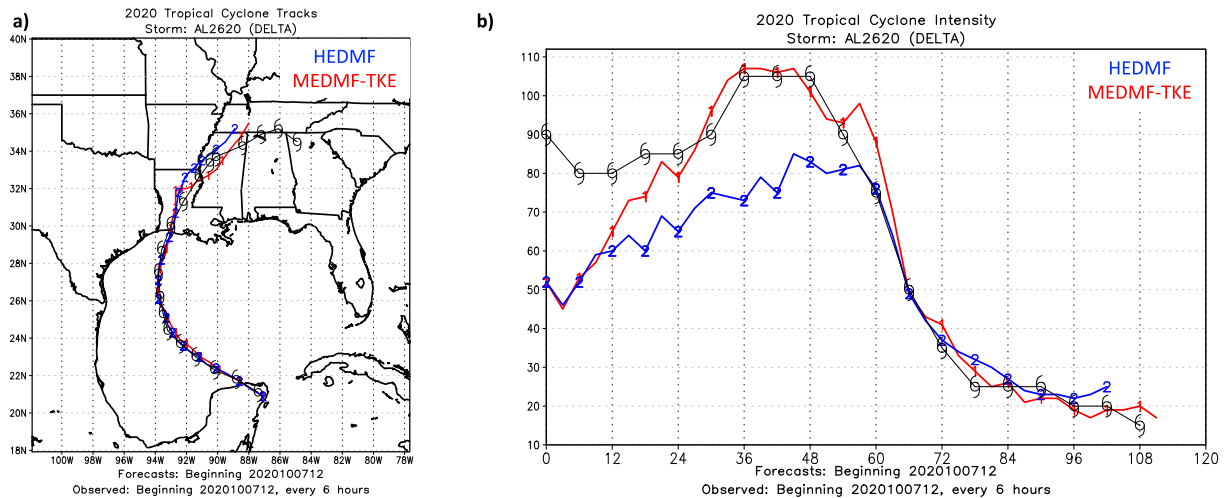 a)
2020 Tropical Cyclone Tracks
Storm: AL2620 (DELTA)
HEDMF
MEDMF-TKE
40N
38N
36N
34N
32N
30N
28N
26N
24N
22N
20N
18N
100W 98W 96W 94W 92W 90W 88W 86W 84W 82W 80W 78W
Forecasts: Beginning 2020100712
Observed: Beginning 2020100712, every 6 hours
b)
2020 Tropical Cyclone Intensity
Storm: AL2620 (DELTA)
HEDMF
MEDMF-TKE
110
100
90
80
70
60
50
40
30
20
10
0 12 24 36 48 60 72 84 96 108 120
Forecasts: Beginning 2020100712
Observed: Beginning 2020100712, every 6 hours